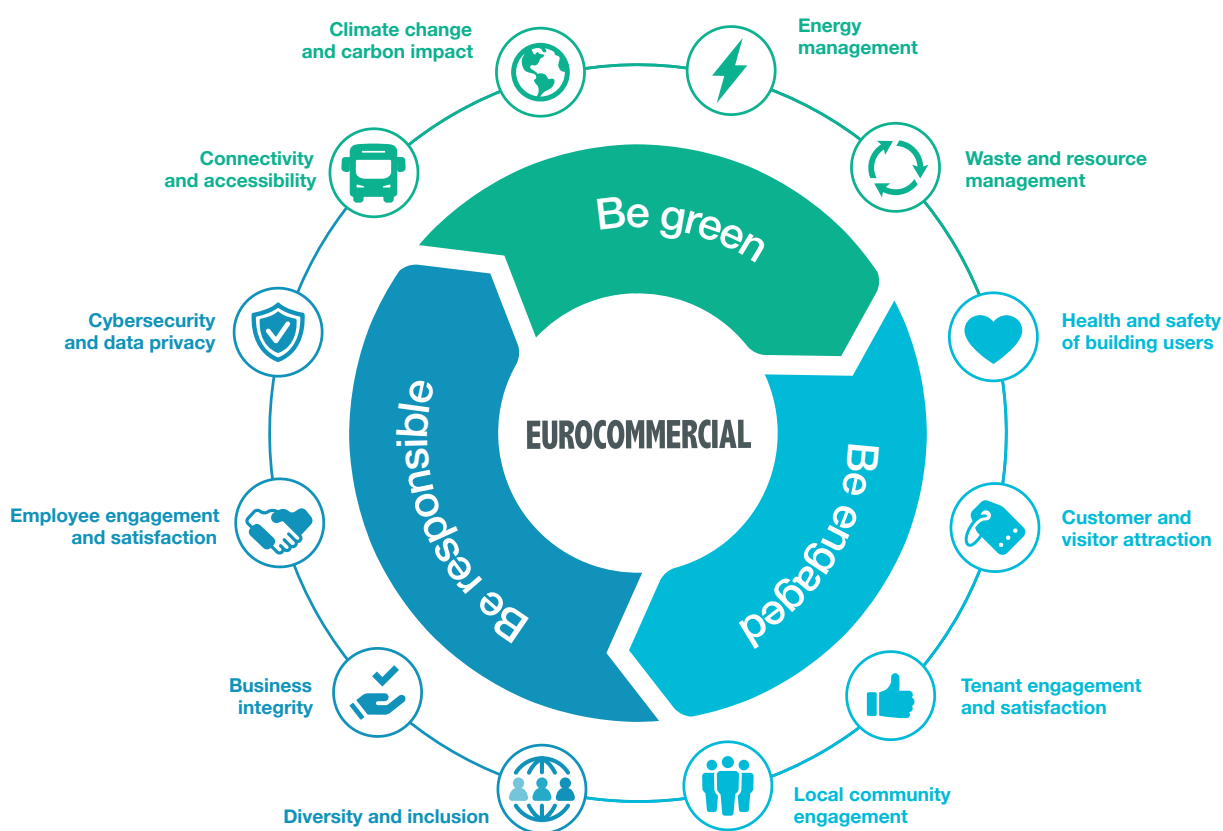 Climate change
and carbon impact
Energy
management
Connectivity
and accessibility
Waste and resource
management
Be green
Cybersecurity
and data privacy
Health and safety
of building users
Be responsible
EUROCOMMERCIAL
Be engaged
Employee engagement
and satisfaction
Customer and
visitor attraction
Business
integrity
Tenant engagement
and satisfaction
Diversity and inclusion
Local community
engagement